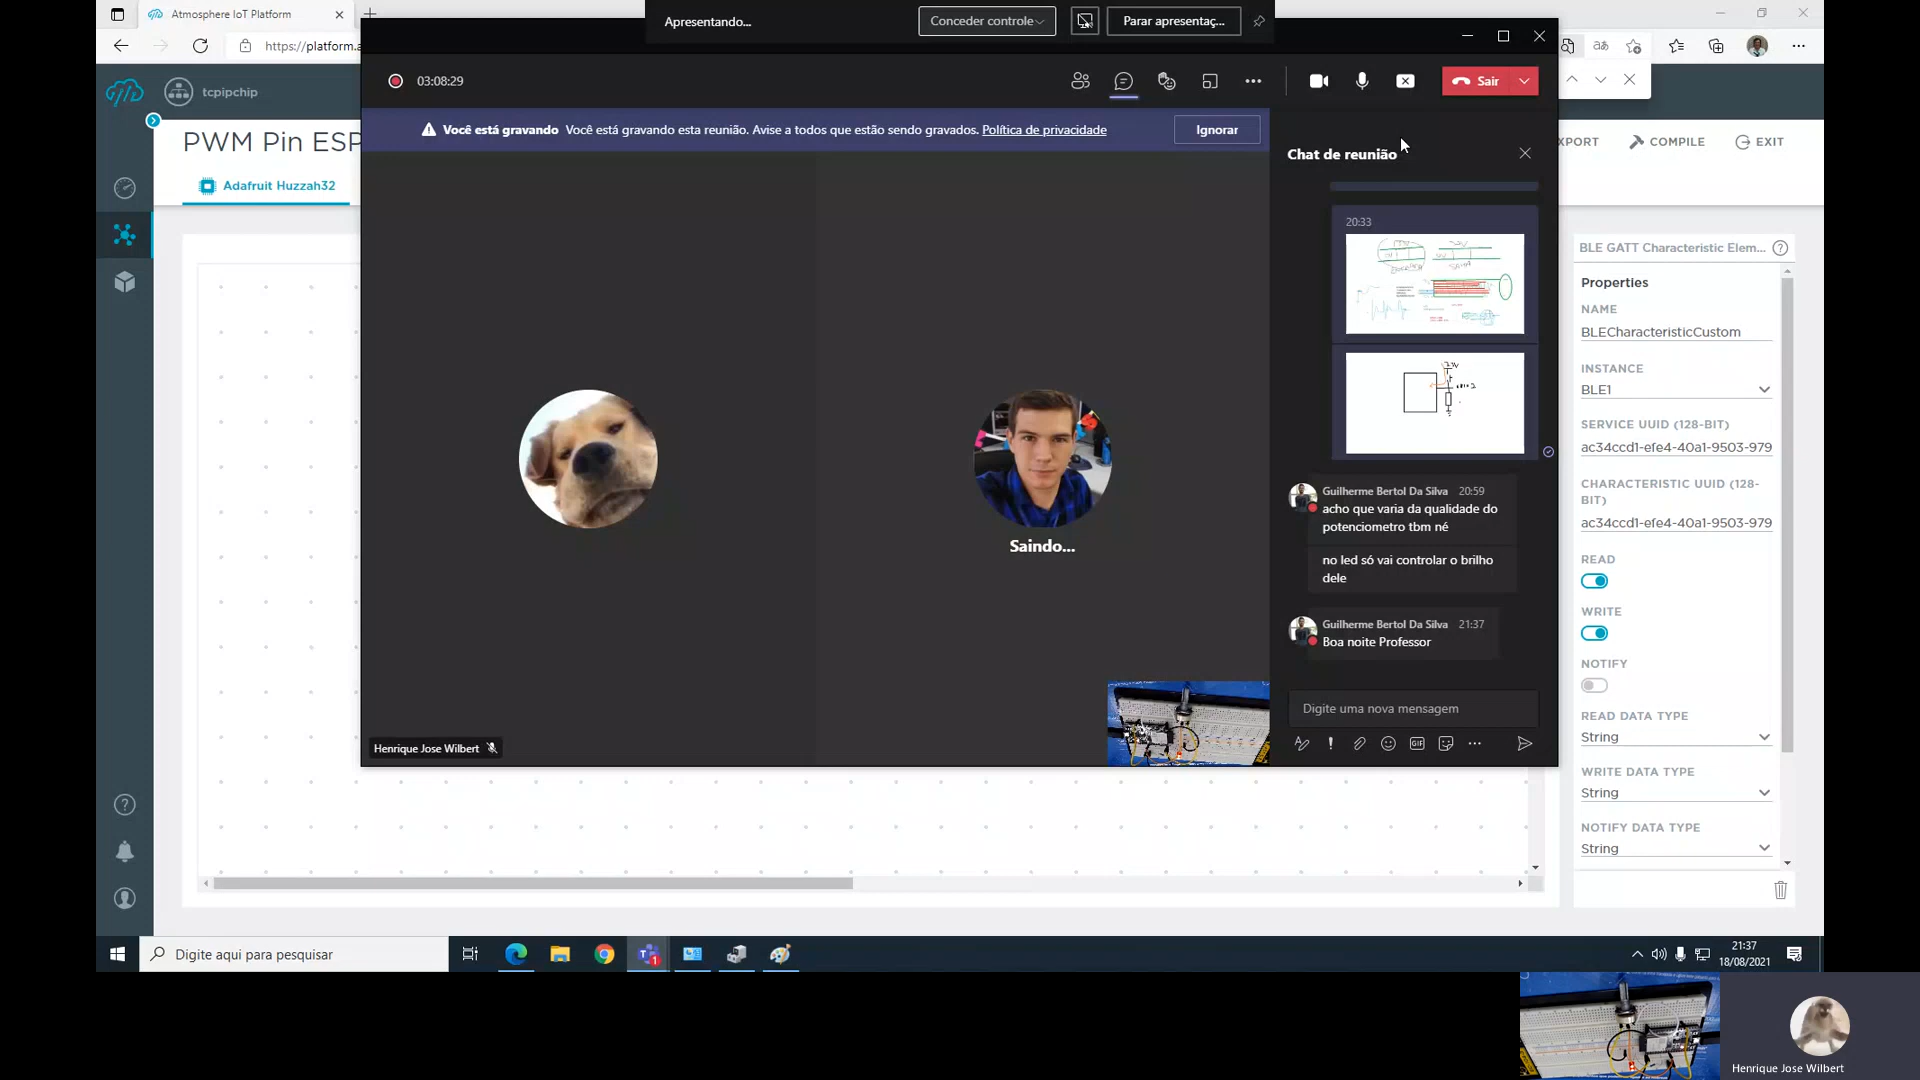 Atmosphere IoT Platform
Apresentando...
Conceder controle
Parar apresentaç...
https://platform.a
03:08:29
Sair
tcpipchip
PWM Pin ESP
Adafruit Huzzah32
Você está gravando Você está gravando esta reunião. Avise a todos que estão sendo gravados. Política de privacidade
Ignorar
Chat de reunião
XPORT
COMPILE
EXIT
20:33
Saindo...
Guilherme Bertol Da Silva 20:59
acho que varia da qualidade do
potenciometro tbm né
no led só vai controlar o brilho
dele
Guilherme Bertol Da Silva 21:37
Boa noite Professor
Digite uma nova mensagem
GIF
Henrique Jose Wilbert
BLE GATT Characteristic Elem...
Properties
NAME
BLECharacteristicCustom
INSTANCE
BLE1
SERVICE UUID (128-BIT)
ac34ccd1-efe4-40a1-9503-979
CHARACTERISTIC UUID (128-
BIT)
ac34ccd1-efe4-40a1-9503-979
READ
WRITE
NOTIFY
READ DATA TYPE
String
WRITE DATA TYPE
String
NOTIFY DATA TYPE
String
Digite aqui para pesquisar
1
21:37
18/08/2021
Henrique Jose Wilbert